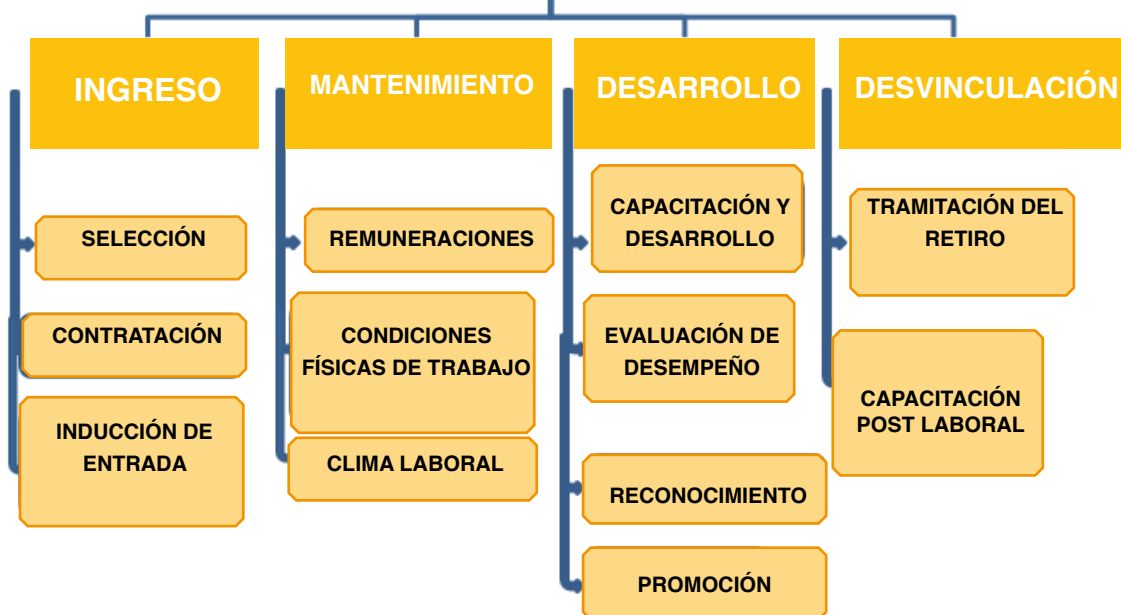 INGRESO
SELECCIÓN
CONTRATACIÓN
INDUCCIÓN DE
ENTRADA
MANTENIMIENTO
REMUNERACIONES
CONDICIONES
FÍSICAS DE TRABAJO
CLIMA LABORAL
DESARROLLO
CAPACITACIÓN Y
DESARROLLO
EVALUACIÓN DE
DESEMPEÑO
RECONOCIMIENTO
PROMOCIÓN
DESVINCULACIÓN
TRAMITACIÓN DEL
RETIRO
CAPACITACIÓN
POST LABORAL